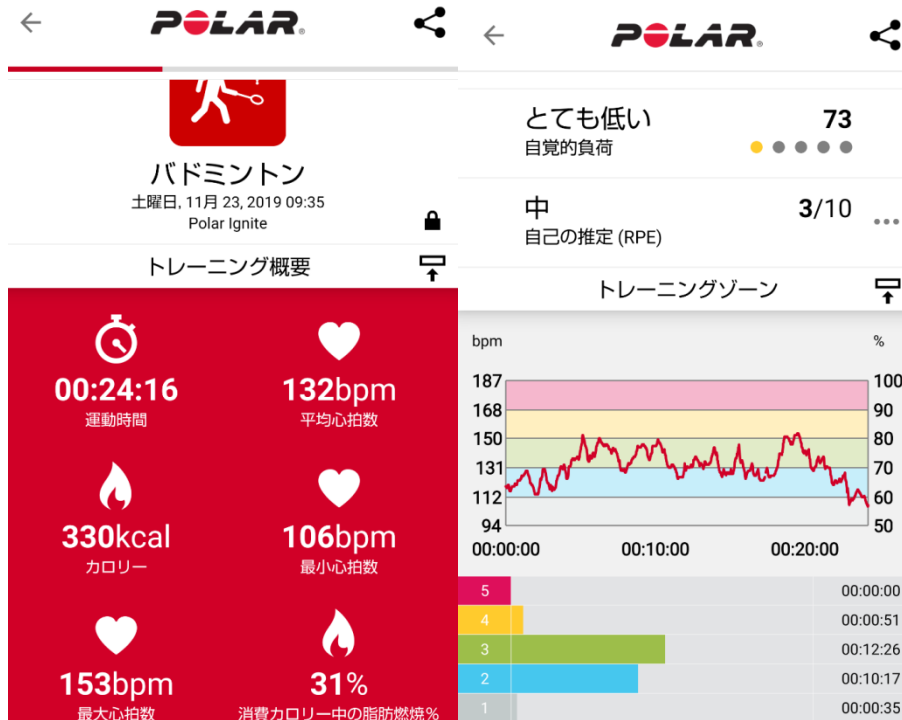 POLAR
バドミントン
土曜日, 11月 23, 2019 09:35
Polar Ignite
トレーニング概要
00:24:16
運動時間
132bpm
平均心拍数
330kcal
カロリー
106bpm
最小心拍数
153bpm
最大心拍数
31%
消費カロリー中の脂肪燃焼%
POLAR
とても低い 73
自覚的負荷
中 3/10
自己の推定 (RPE)
トレーニングゾーン
bpm %
187 100
168 90
150 80
131 70
112 60
94 50
00:00:00 00:10:00 00:20:00
5 00:00:00
4 00:00:51
3 00:12:26
2 00:10:17
1 00:00:35